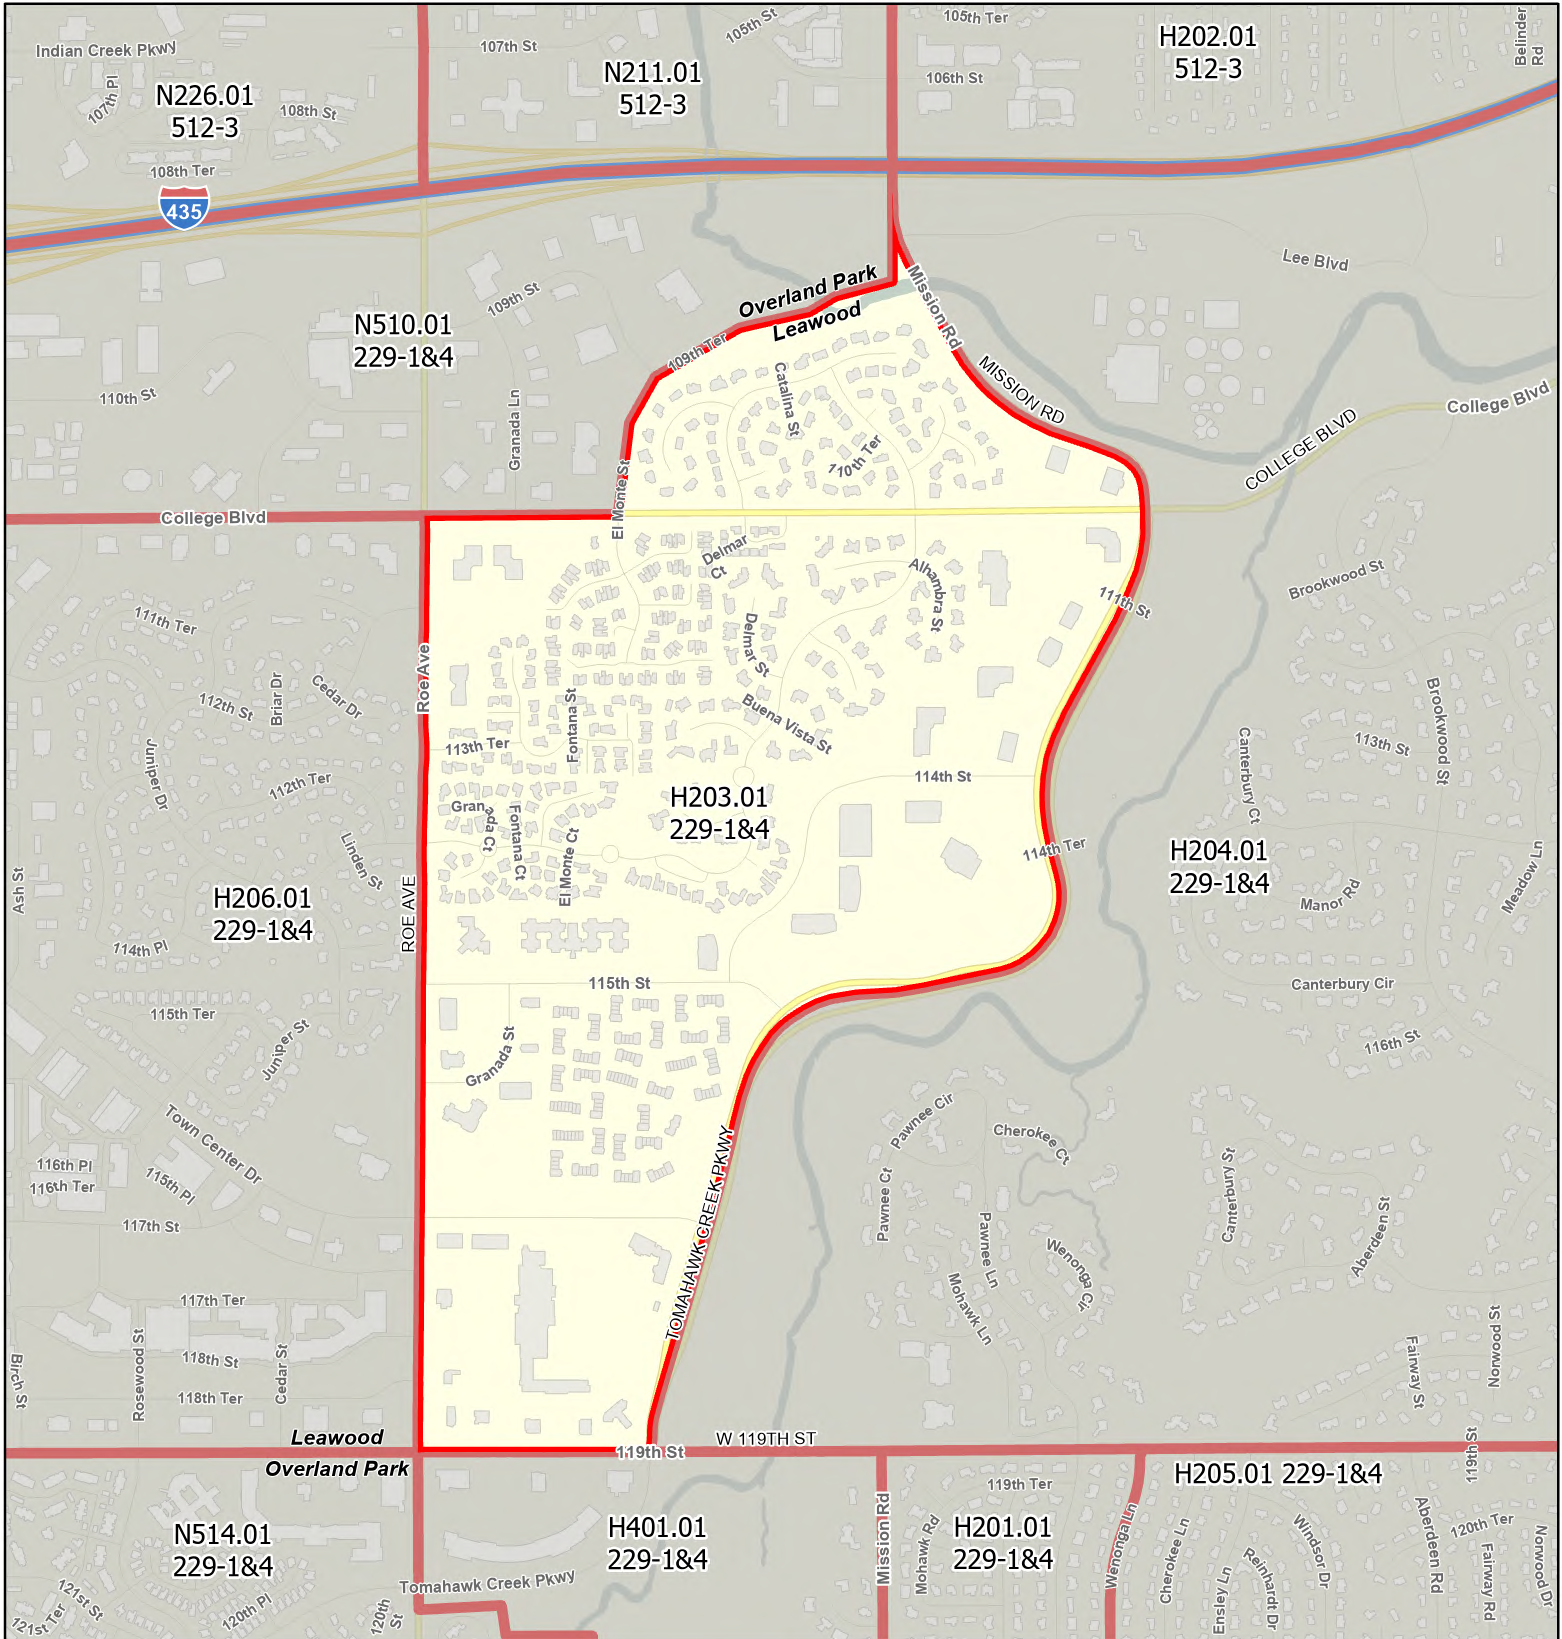 Indian Creek Pkwy
107th St
105th St
105th Ter
Belinder
Rd
H202.01
512-3
N211.01
512-3
106th St
107th Pl
N226.01
512-3
108th St
108th Ter
435
Lee Blvd
Overland Park
Leawood
Mission Rd
109th St
N510.01
229-1&4
109th Ter
MISSION RD
Catalina St
110th St
Granada Ln
110th Ter
College Blvd
COLLEGE BLVD
El Monte St
College Blvd
Delmar
Ct
Alhambra St
Brookwood St
111th St
111th Ter
Delmar St
Roe Ave
Briar Dr
Cedar Dr
112th St
Fontana St
Buena Vista St
Brookwood St
113th St
Juniper Dr
113th Ter
Canterbury Ct
114th St
112th Ter
H203.01
229-1&4
Granada Ct
Fontana Ct
El Monte Ct
Linden St
114th Ter
H204.01
229-1&4
Ash St
H206.01
229-1&4
ROE AVE
Manor Rd
Meadow Ln
114th Pl
115th St
Canterbury Cir
115th Ter
Juniper St
Granada St
116th St
Town Center Dr
Pawnee Cir
Cherokee Ct
116th Pl
116th Ter
115th Pl
Pawnee Ct
Canterbury St
117th St
TOMAHAWK CREEK PKWY
Pawnee Ln
Wenonga Cir
Aberdeen St
117th Ter
Mohawk Ln
Birch St
Rosewood St
118th St
Cedar St
118th Ter
Fairway St
Norwood St
Leawood
119th St
W 119TH ST
119th St
Overland Park
H205.01 229-1&4
119th Ter
N514.01
229-1&4
H401.01
229-1&4
Mission Rd
Mohawk Rd
H201.01
229-1&4
Wenonga Ln
Cherokee Ln
Ensley Ln
Reinhardt Dr
Windsor Dr
Aberdeen Rd
120th Ter
Fairway Rd
Norwood Dr
Tomahawk Creek Pkwy
121st St
121st Ter
120th Pl
120th
St